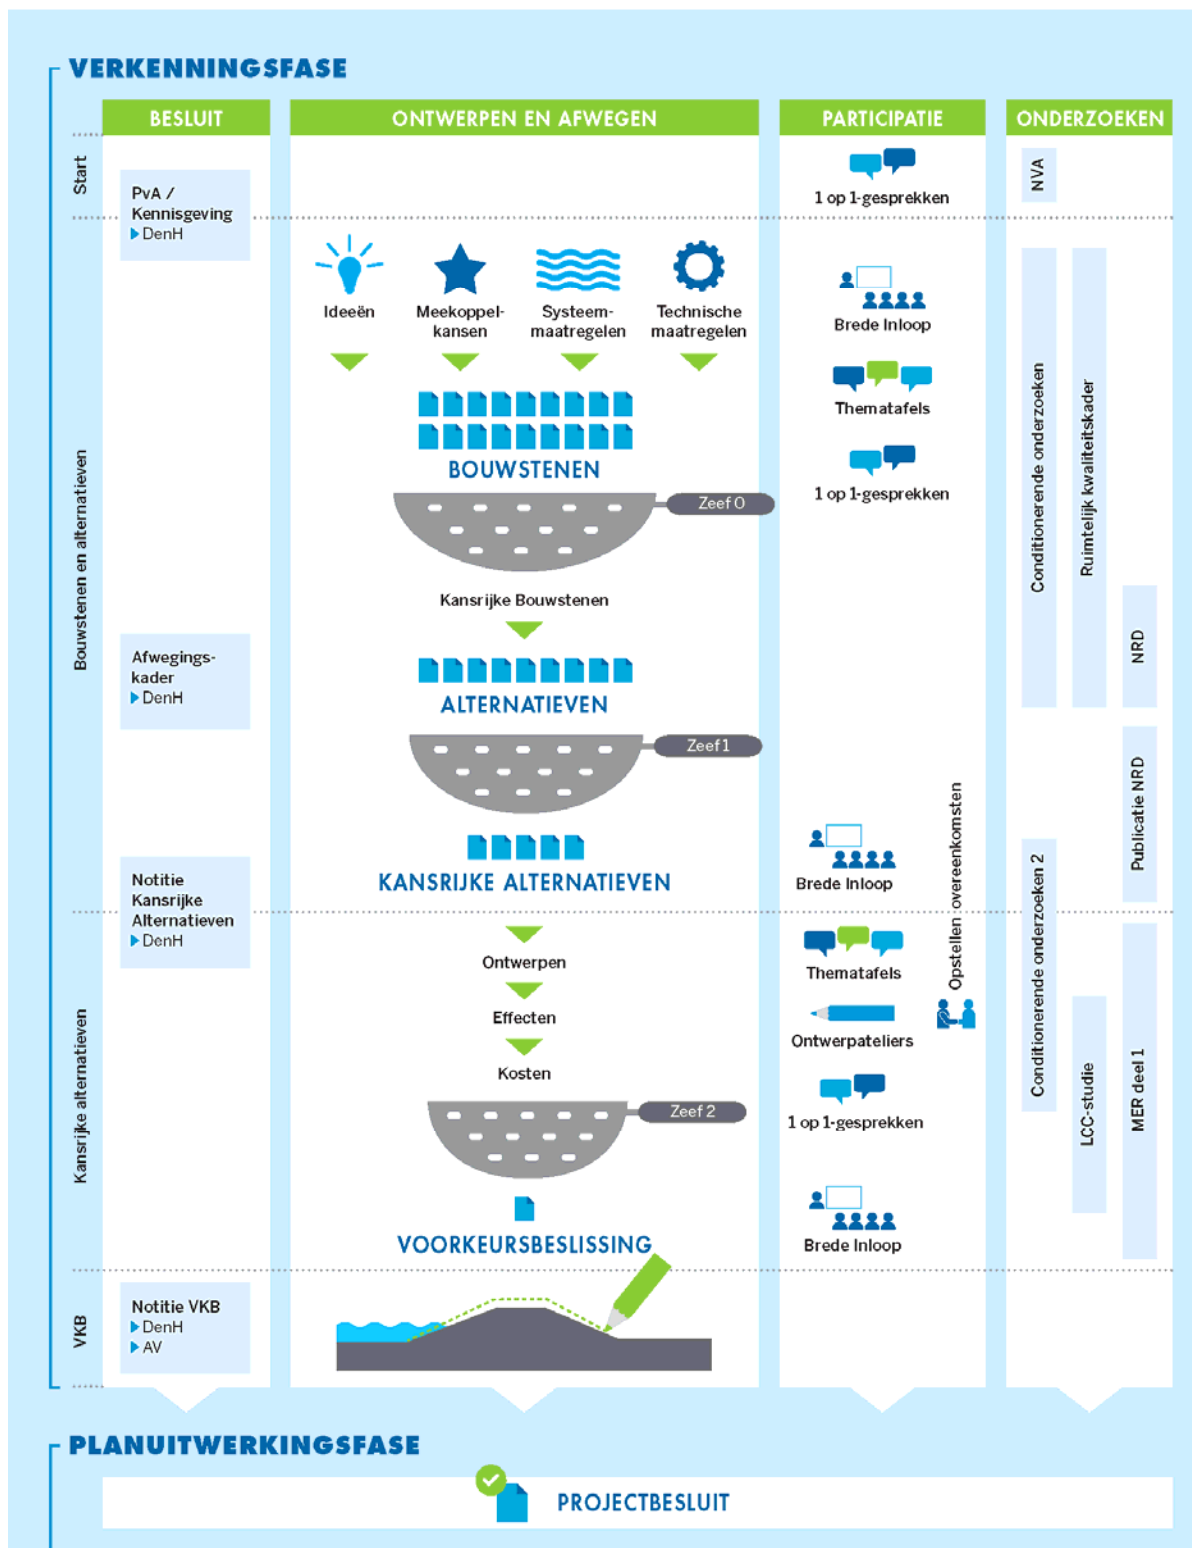 VERKENNINGSFASE
BESLUIT
ONTWERPEN EN AFWEGEN
PARTICIPATIE
ONDERZOEKEN
Start
PvA /
Kennisgeving
DenH
1 op 1-gesprekken
NVA
Bouwstenen en alternatieven
Ideeën
Meekoppel-
kansen
Systeem-
maatregelen
Technische
maatregelen
BOUWSTENEN
Zeef 0
Kansrijke Bouwstenen
Afwegings-
kader
DenH
ALTERNATIEVEN
Zeef 1
KANSRIJKE ALTERNATIEVEN
Notitie
Kansrijke
Alternatieven
DenH
Brede Inloop
Thematafels
1 op 1-gesprekken
Brede Inloop
Conditionerende onderzoeken
Ruimtelijk kwaliteitskader
NRD
Publicatie NRD
Kansrijke alternatieven
Ontwerpen
Effecten
Kosten
Zeef 2
VOORKEURSBESLISSING
Thematafels
Ontwerpateliers
1 op 1-gesprekken
Brede Inloop
Opstellen overeenkomsten
Conditionerende onderzoeken 2
LCC-studie
MER deel 1
VKB
Notitie VKB
DenH
AV
PLANUITWERKINGSFASE
PROJECTBESLUIT